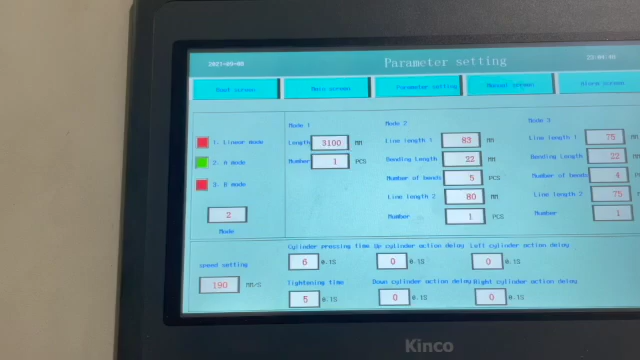 2021-09-08 Parameter setting
Main screen Parameter setting Manual screen Alarm screen
Mode 1
Length 3100 MM
Number 1 PCS
Mode 2
Line length 1 83 MM
Bending Length 22 MM
Number of bends 5 PCS
Line length 2 80 MM
Number 1 PCS
Mode 3
Line length 1 75 MM
Bending Length 22 MM
Number of bends 4 PCS
Line length 2 75 MM
Number 1
1- Linear mode
2- A mode
3- B mode
2
Mode
Speed setting
190 MM/S
Cylinder pressing time Up cylinder action delay Left cylinder action delay
6 0.1S 0 0.1S 0 0.1S
Tightening time Down cylinder action delay Right cylinder action delay
5 0.1S 0 0.1S 0 0.1S
Kinco